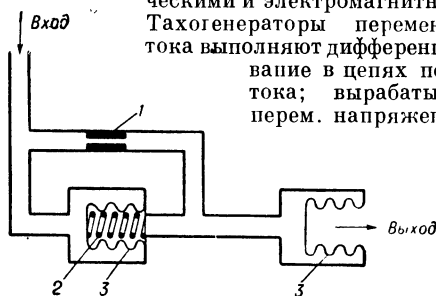 ческими и электромагнитн
Тахогенераторы перемен
тока выполняют дифференц
вание в цепях по
тока; вырабаты
перем. напряжен
Вход
1
2
3
3
Выход